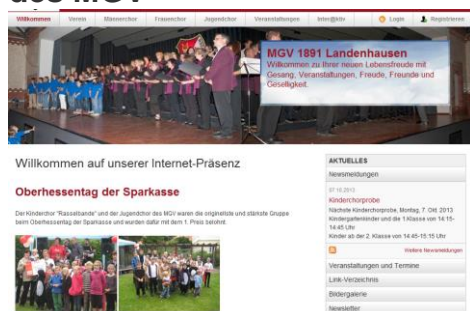 des MGV
Willkommen
Verein
Männerchor
Frauenchor
Jugendchor
Veranstaltungen
Inter@ktiv
Login
Registrieren
MGV 1891 Landenhausen
Willkommen zu Ihrer neuen Lebensfreude mit
Gesang, Veranstaltungen, Freude, Freunde und
Geselligkeit.
Willkommen auf unserer Internet-Präsenz
Oberhessentag der Sparkasse
Der Kinderchor "Rasselbande" und der Jugendchor des MGV waren die originellste und stärkste Gruppe
beim Oberhessentag der Sparkasse und wurden dafür mit dem 1. Preis belohnt.
AKTUELLES
Newsmeldungen
07.10.2013
Kinderchorprobe
Nächste Kinderchorprobe, Montag, 7. Okt. 2013
Kindergartenkinder und die 1.Klasse von 14:15-
14:45 Uhr
Kinder ab der 2. Klasse von 14:45-15:15 Uhr
Weitere Newsmeldungen
Veranstaltungen und Termine
Link-Verzeichnis
Bildergalerie
Newsletter